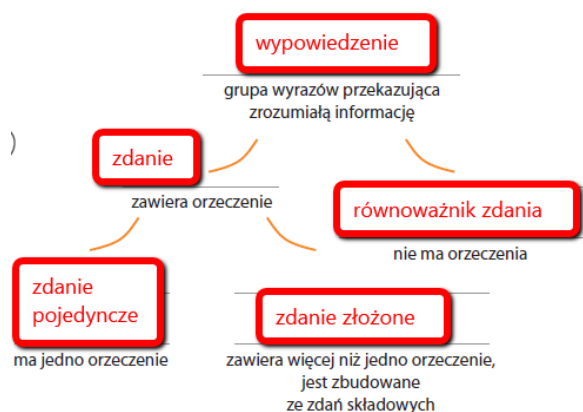 wypowiedzenie
grupa wyrazów przekazująca
zrozumiałą informację
)
zdanie
zawiera orzeczenie
równoważnik zdania
nie ma orzeczenia
zdanie
pojedyncze
ma jedno orzeczenie
zdanie złożone
zawiera więcej niż jedno orzeczenie,
jest zbudowane
ze zdań składowych